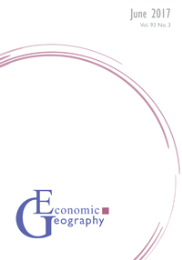 June 2017
Vol. 93 No. 3
Economic
Geography